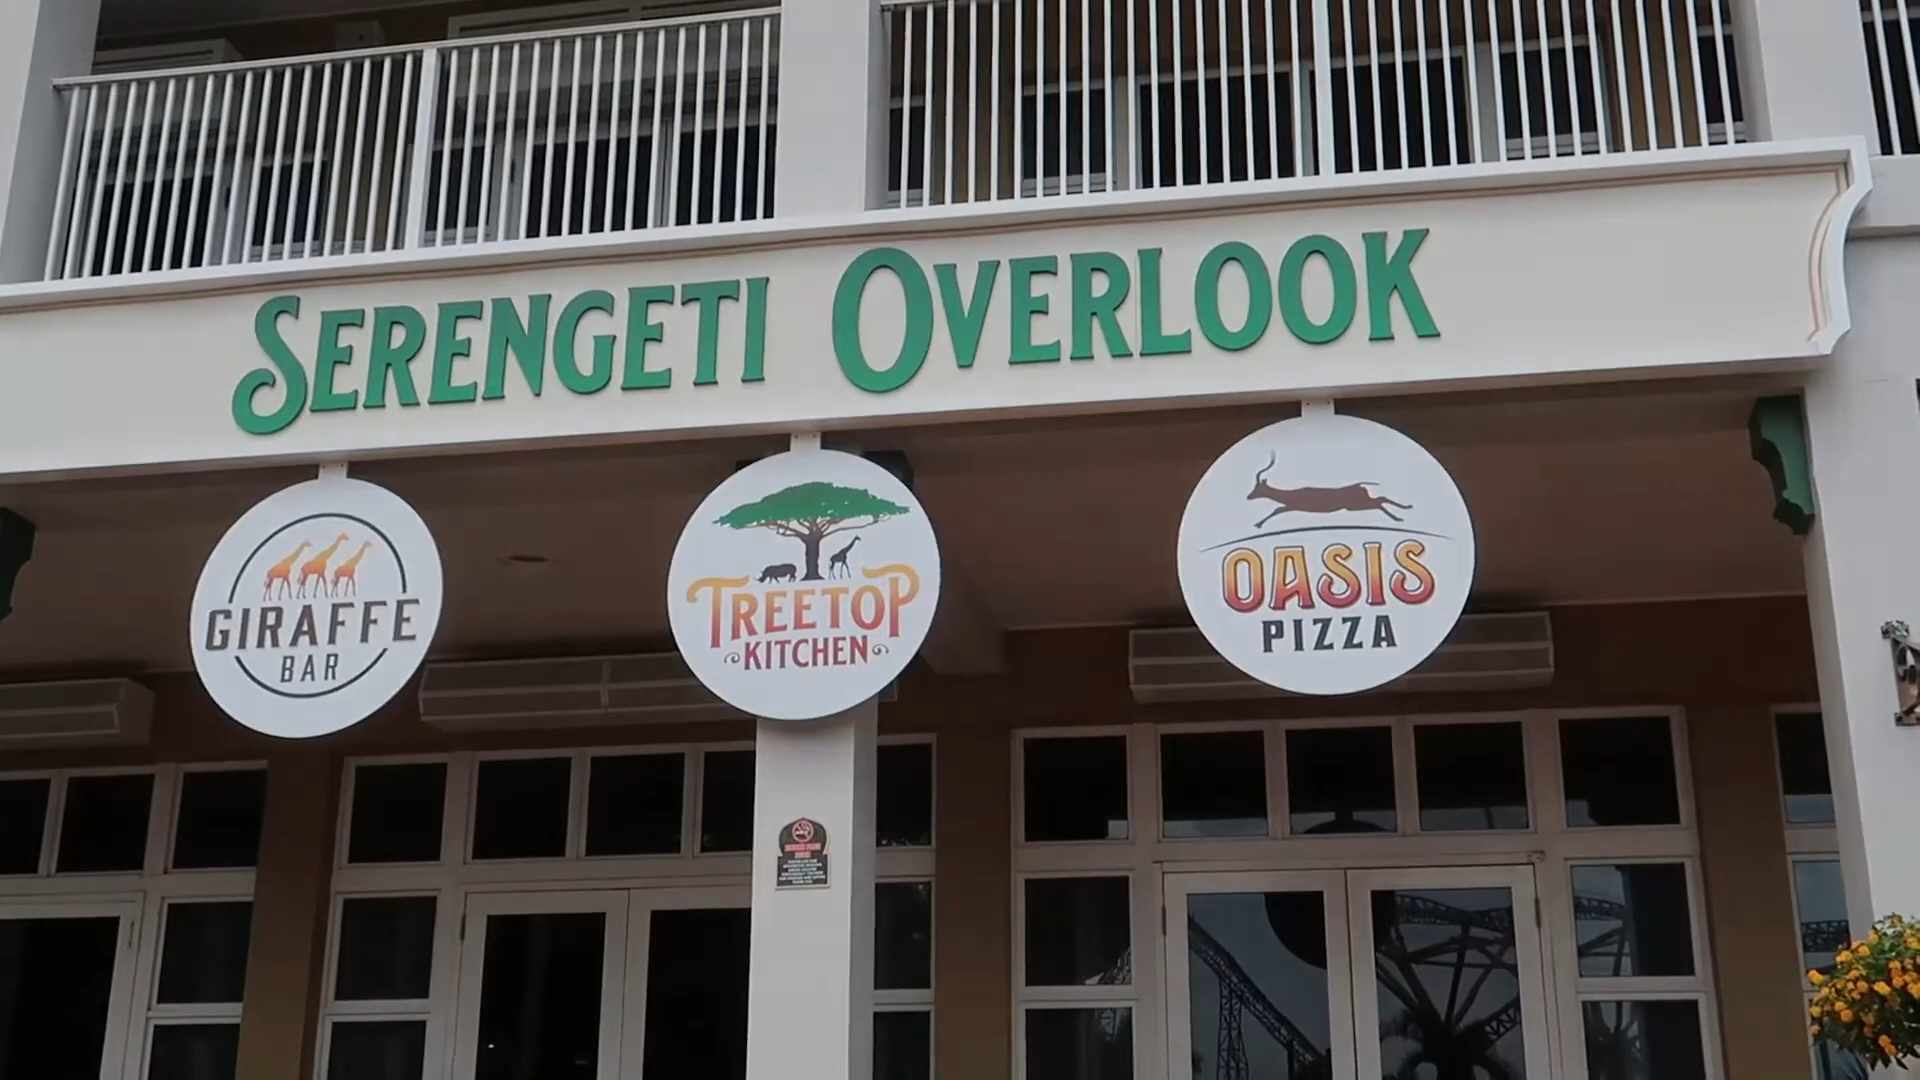 SERENGETI OVERLOOK
GIRAFFE
BAR
TREETOP
KITCHEN
OASIS
PIZZA